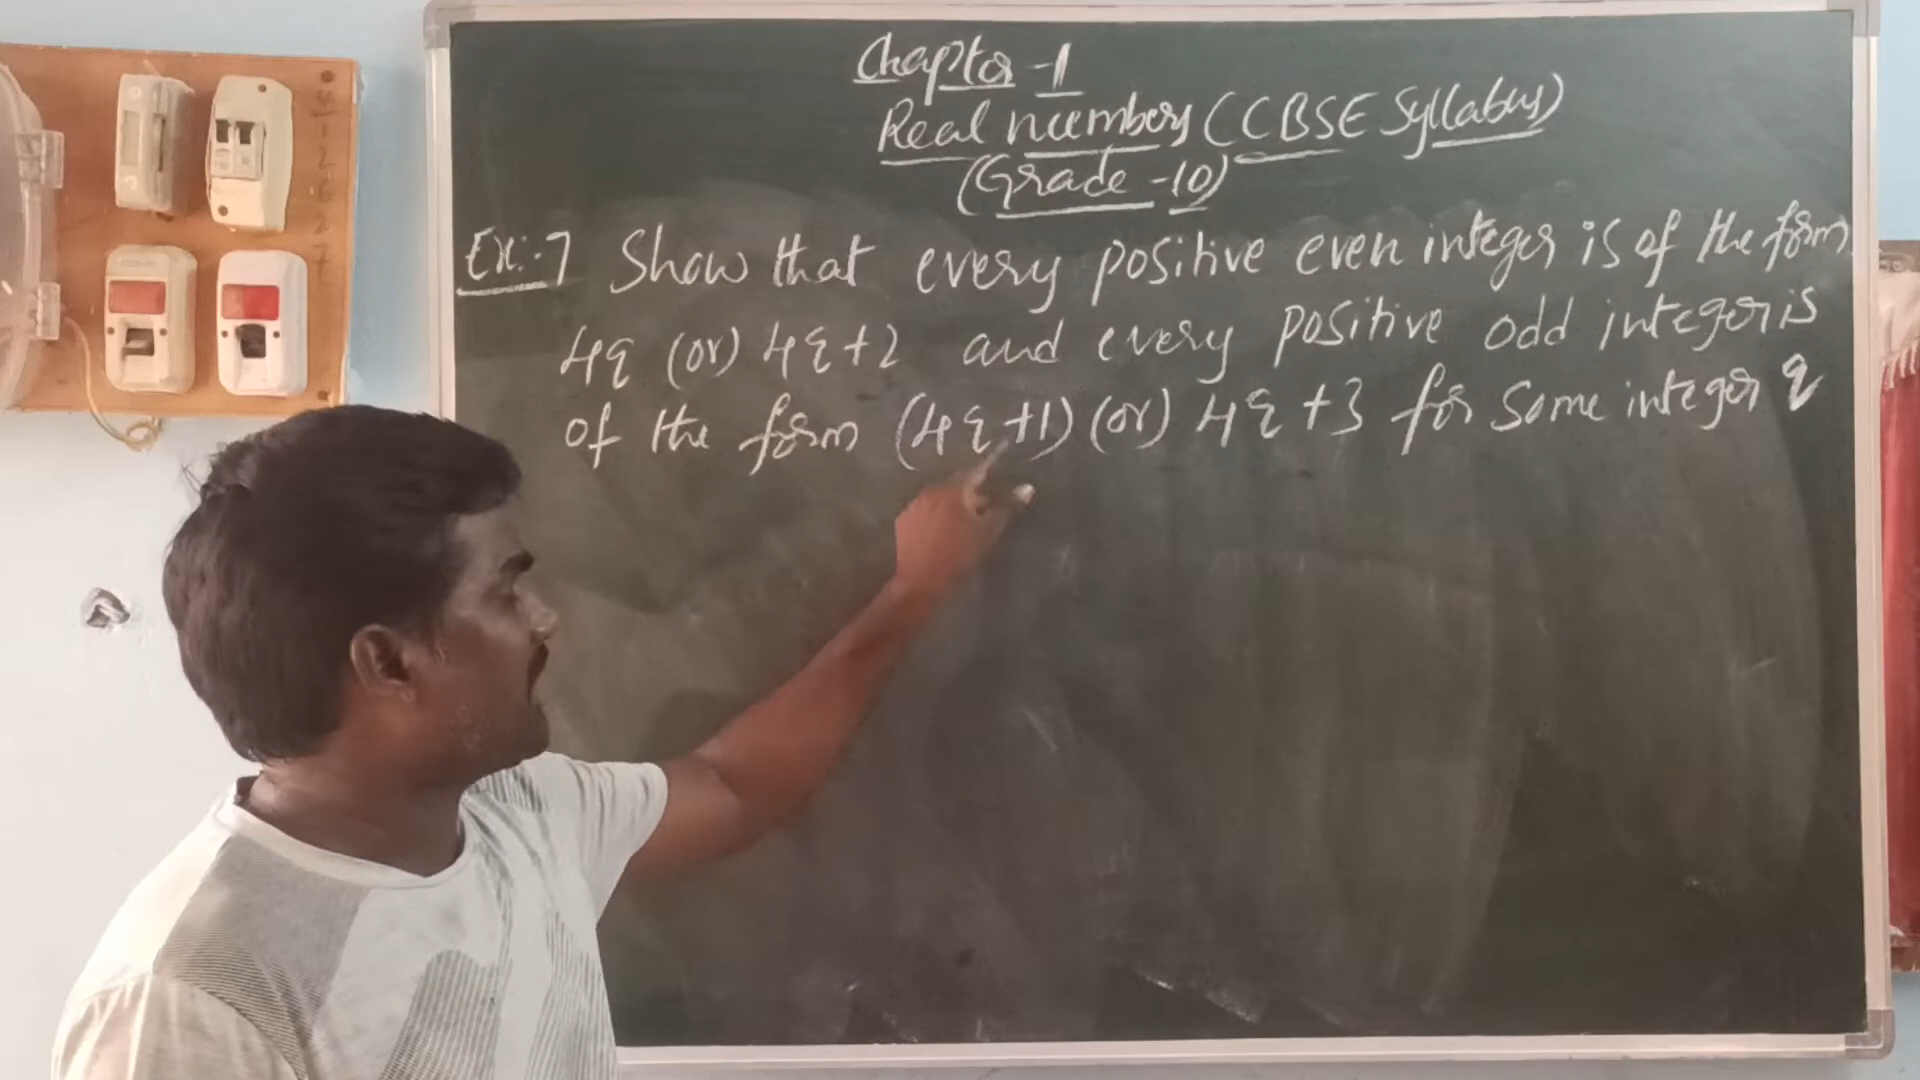 Chapter-1
Real numbers (CBSE Syllabus)
(Grade-10)
Ex:-7 Show that every positive even integer is of the form
4q (or) 4q+2 and every positive odd integer is
of the form (4q+1) (or) 4q+3 for some integer q